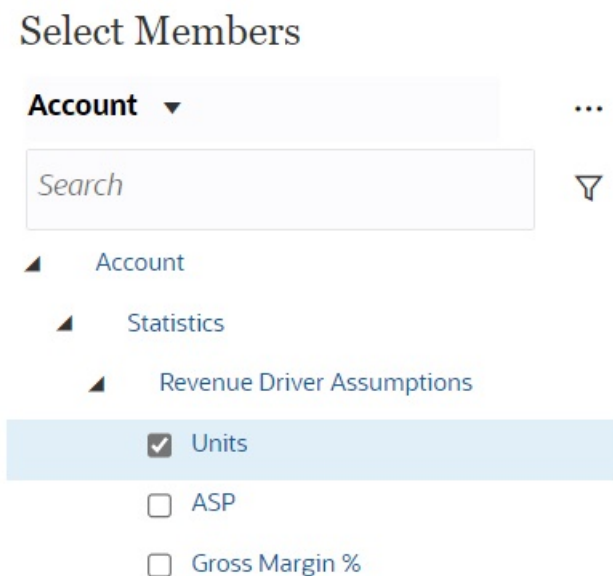 Select Members
Account
...
Search
Account
Statistics
Revenue Driver Assumptions
Units
ASP
Gross Margin %